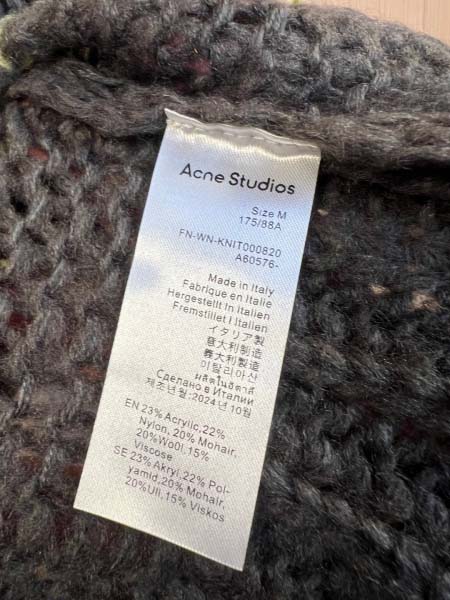 Acne Studios
Size M
175/88A
FN-WN-KNIT000820
A60576-
Made in Italy
Fabriqué en Italie
Hergestellt in Italien
Fremstillet I Italien
イタリア製
意大利制造
義大利製造
이탈리아산
ผลิตในอิตาลี
Сделано в Италии
제조년월:2024년 10월
EN 23% Acrylic,22%
Nylon, 20% Mohair,
20%Wool,15%
Viscose
SE 23% Akryl,22% Pol-
yamid,20% Mohair,
20%Ull,15% Viskos